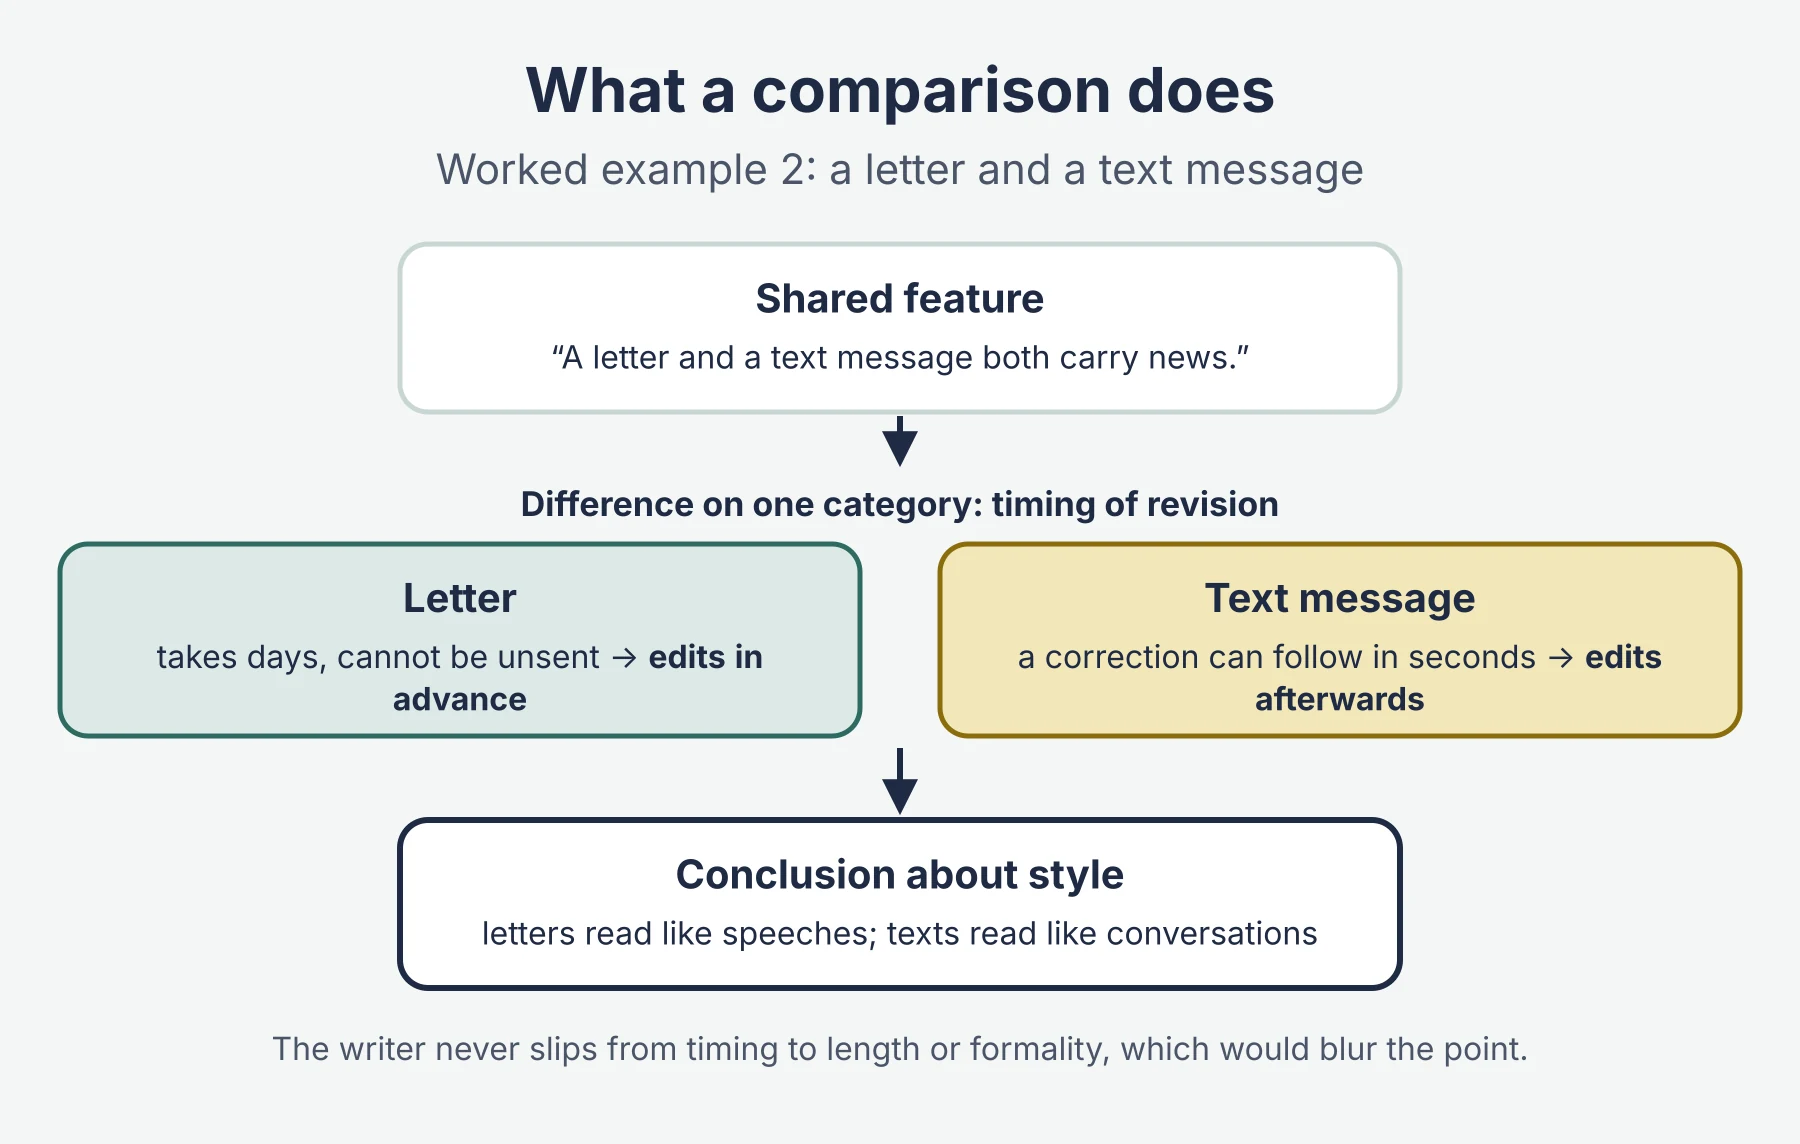 What a comparison does
Worked example 2: a letter and a text message
Shared feature
“A letter and a text message both carry news.”
Difference on one category: timing of revision
Letter
takes days, cannot be unsent → edits in
advance
Text message
a correction can follow in seconds → edits
afterwards
Conclusion about style
letters read like speeches; texts read like conversations
The writer never slips from timing to length or formality, which would blur the point.